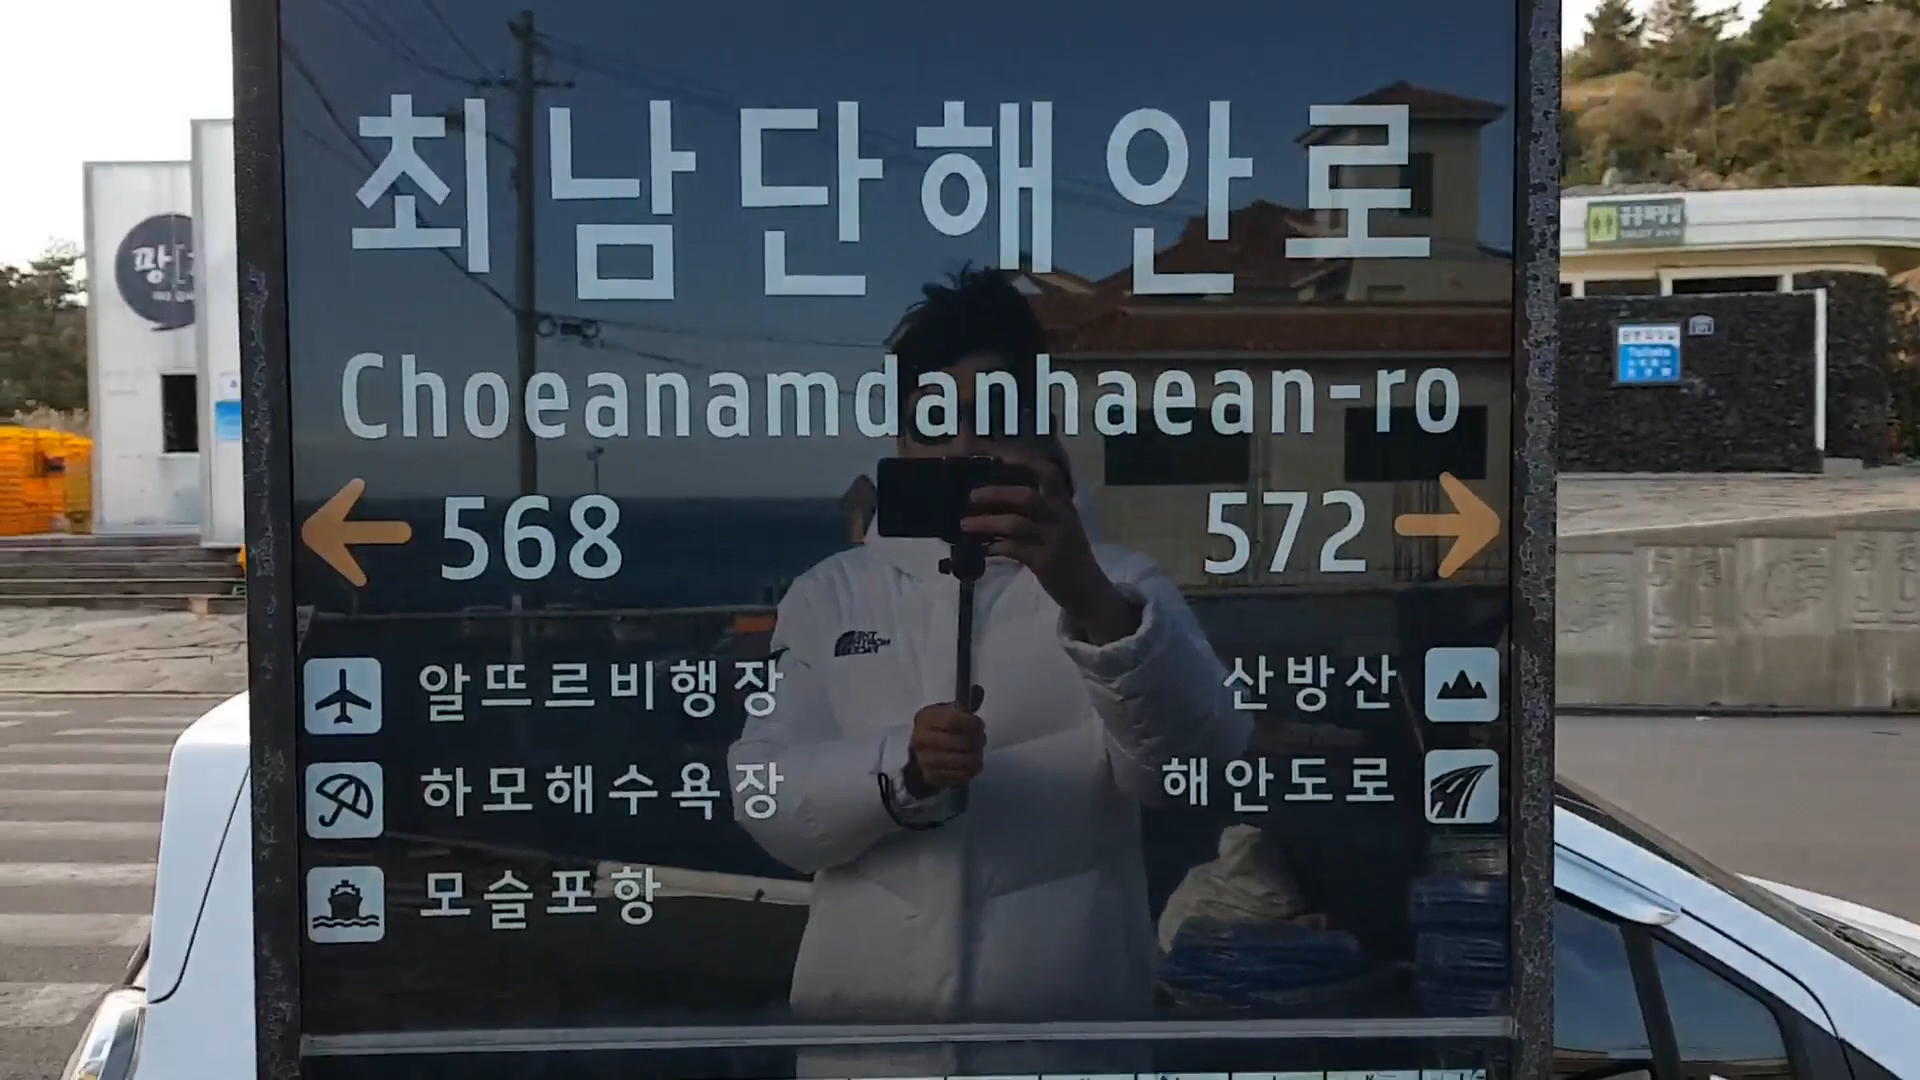 최남단해안로
Choeanamdanhaean-ro
568
572
알뜨르비행장
산방산
하모해수욕장
해안도로
모슬포항
Toilets